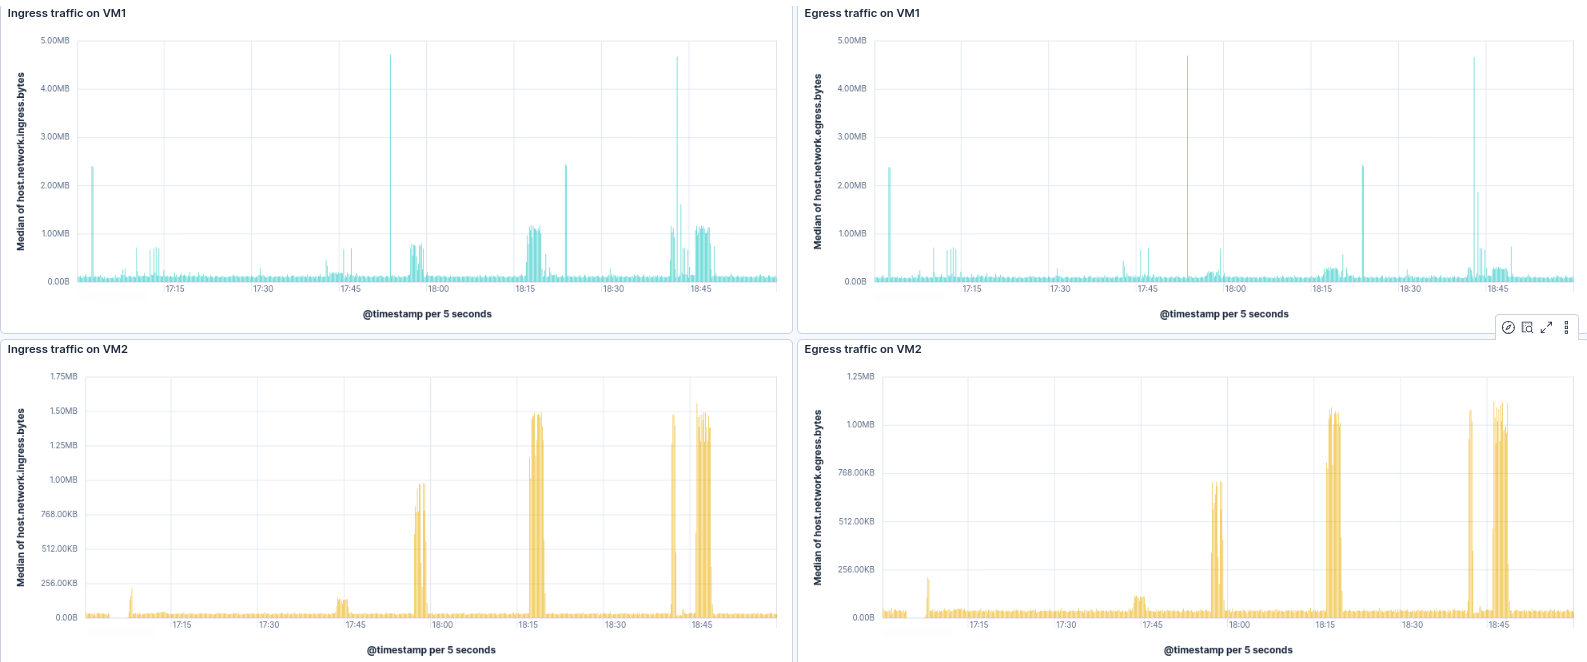 Ingress traffic on VM1
5.00MB
4.00MB
3.00MB
2.00MB
1.00MB
0.00B
Median of host.network.ingress.bytes
17:15 17:30 17:45 18:00 18:15 18:30 18:45
@timestamp per 5 seconds
Egress traffic on VM1
5.00MB
4.00MB
3.00MB
2.00MB
1.00MB
0.00B
Median of host.network.egress.bytes
17:15 17:30 17:45 18:00 18:15 18:30 18:45
@timestamp per 5 seconds
Ingress traffic on VM2
1.75MB
1.50MB
1.25MB
1.00MB
768.00KB
512.00KB
256.00KB
0.00B
Median of host.network.ingress.bytes
17:15 17:30 17:45 18:00 18:15 18:30 18:45
@timestamp per 5 seconds
Egress traffic on VM2
1.25MB
1.00MB
768.00KB
512.00KB
256.00KB
0.00B
Median of host.network.egress.bytes
17:15 17:30 17:45 18:00 18:15 18:30 18:45
@timestamp per 5 seconds